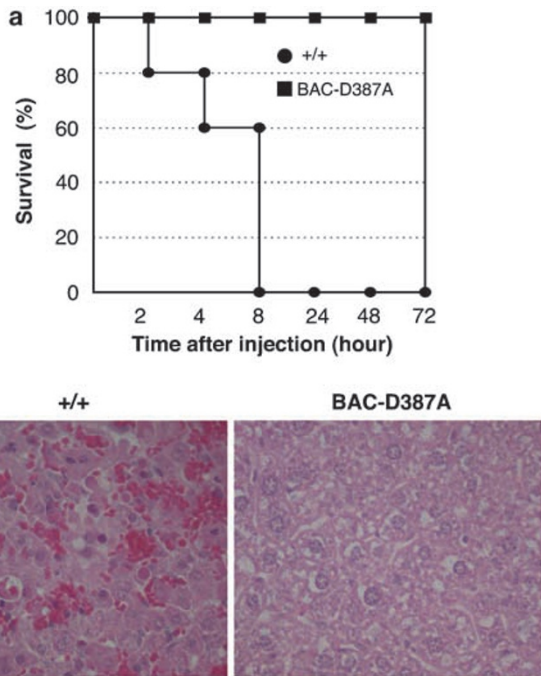 a
100
80
60
40
20
0
Survival (%)
+/+
BAC-D387A
2 4 8 24 48 72
Time after injection (hour)
+/+ BAC-D387A